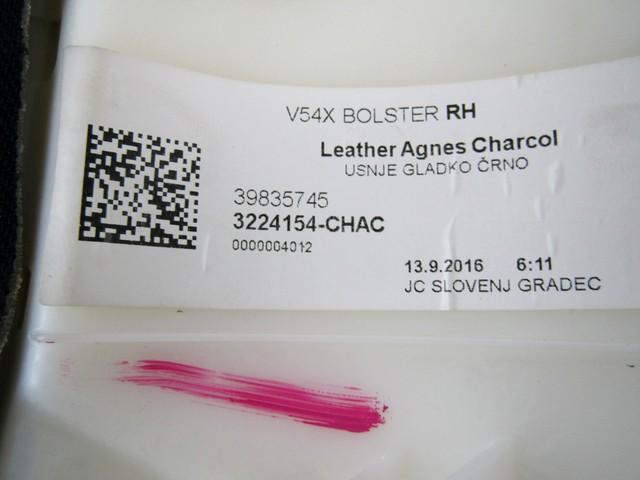 V54X BOLSTER RH
Leather Agnes Charcol
USNJE GLADKO ČRNO
39835745
3224154-CHAC
0000004012
13.9.2016 6:11
JC SLOVENJ GRADEC